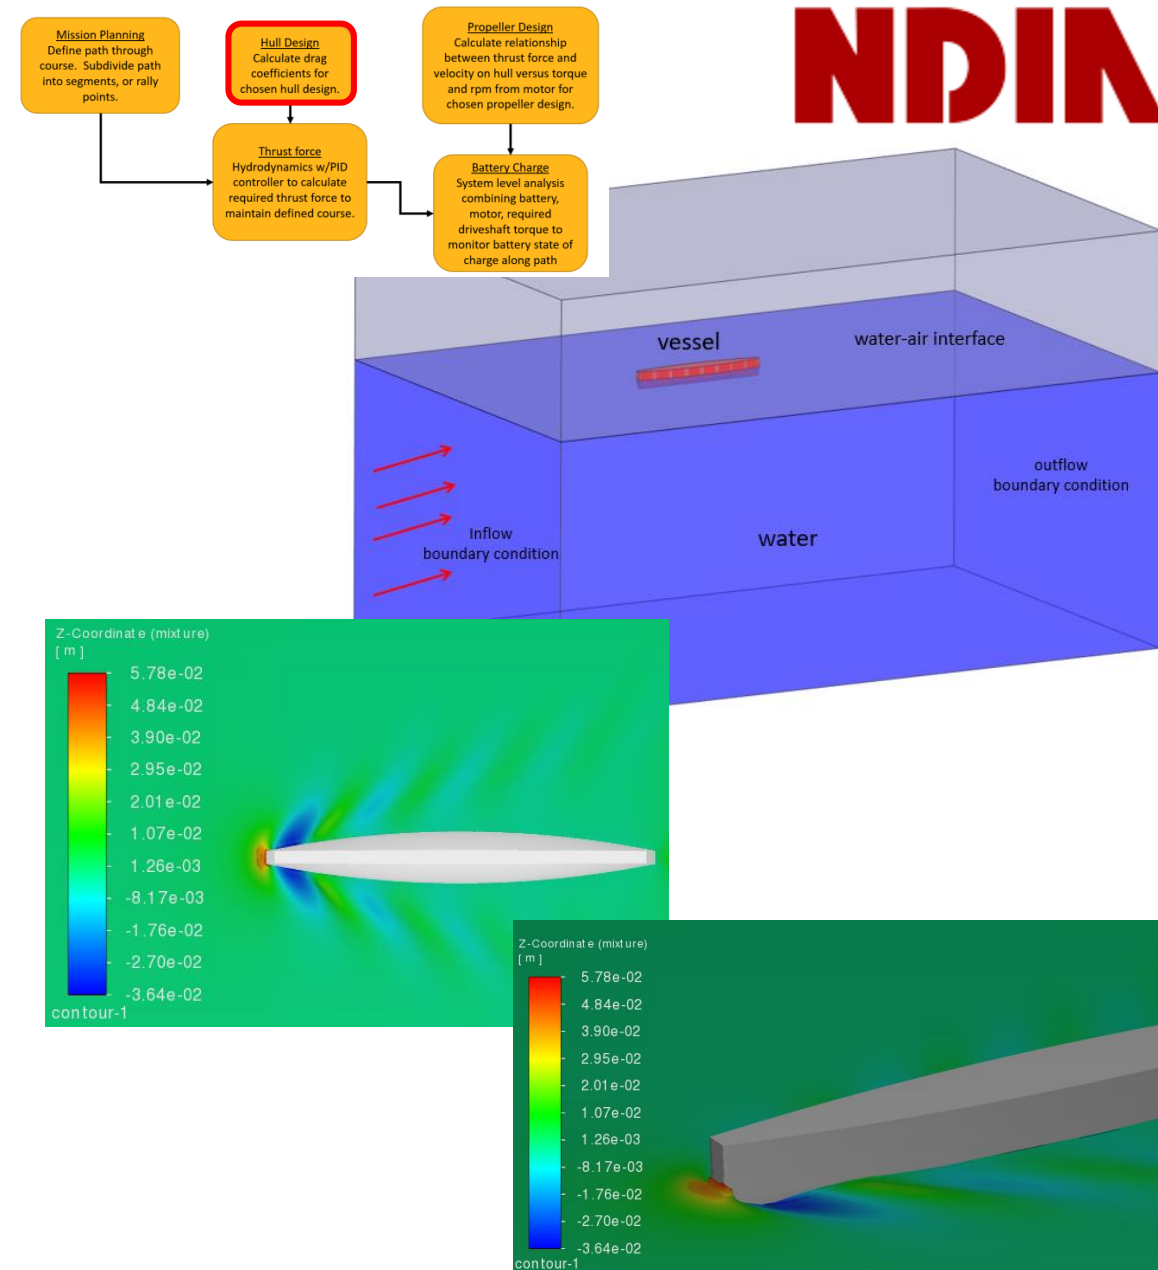 Mission Planning
Define path through
course. Subdivide path
into segments, or rally
points.
Hull Design
Calculate drag
coefficients for
chosen hull design.
Propeller Design
Calculate relationship
between thrust force and
velocity on hull versus torque
and rpm from motor for
chosen propeller design.
Thrust force
Hydrodynamics w/PID
controller to calculate
required thrust force to
maintain defined course.
Battery Charge
System level analysis
combining battery,
motor, required
driveshaft torque to
monitor battery state of
charge along path
NDIA
vessel
water-air interface
outflow
boundary condition
Inflow
boundary condition
water
Z-Coordinate (mixture)
[ m ]
5.78e-02
4.84e-02
3.90e-02
2.95e-02
2.01e-02
1.07e-02
1.26e-03
-8.17e-03
-1.76e-02
-2.70e-02
-3.64e-02
contour-1
Z-Coordinate (mixture)
[ m ]
5.78e-02
4.84e-02
3.90e-02
2.95e-02
2.01e-02
1.07e-02
1.26e-03
-8.17e-03
-1.76e-02
-2.70e-02
-3.64e-02
contour-1